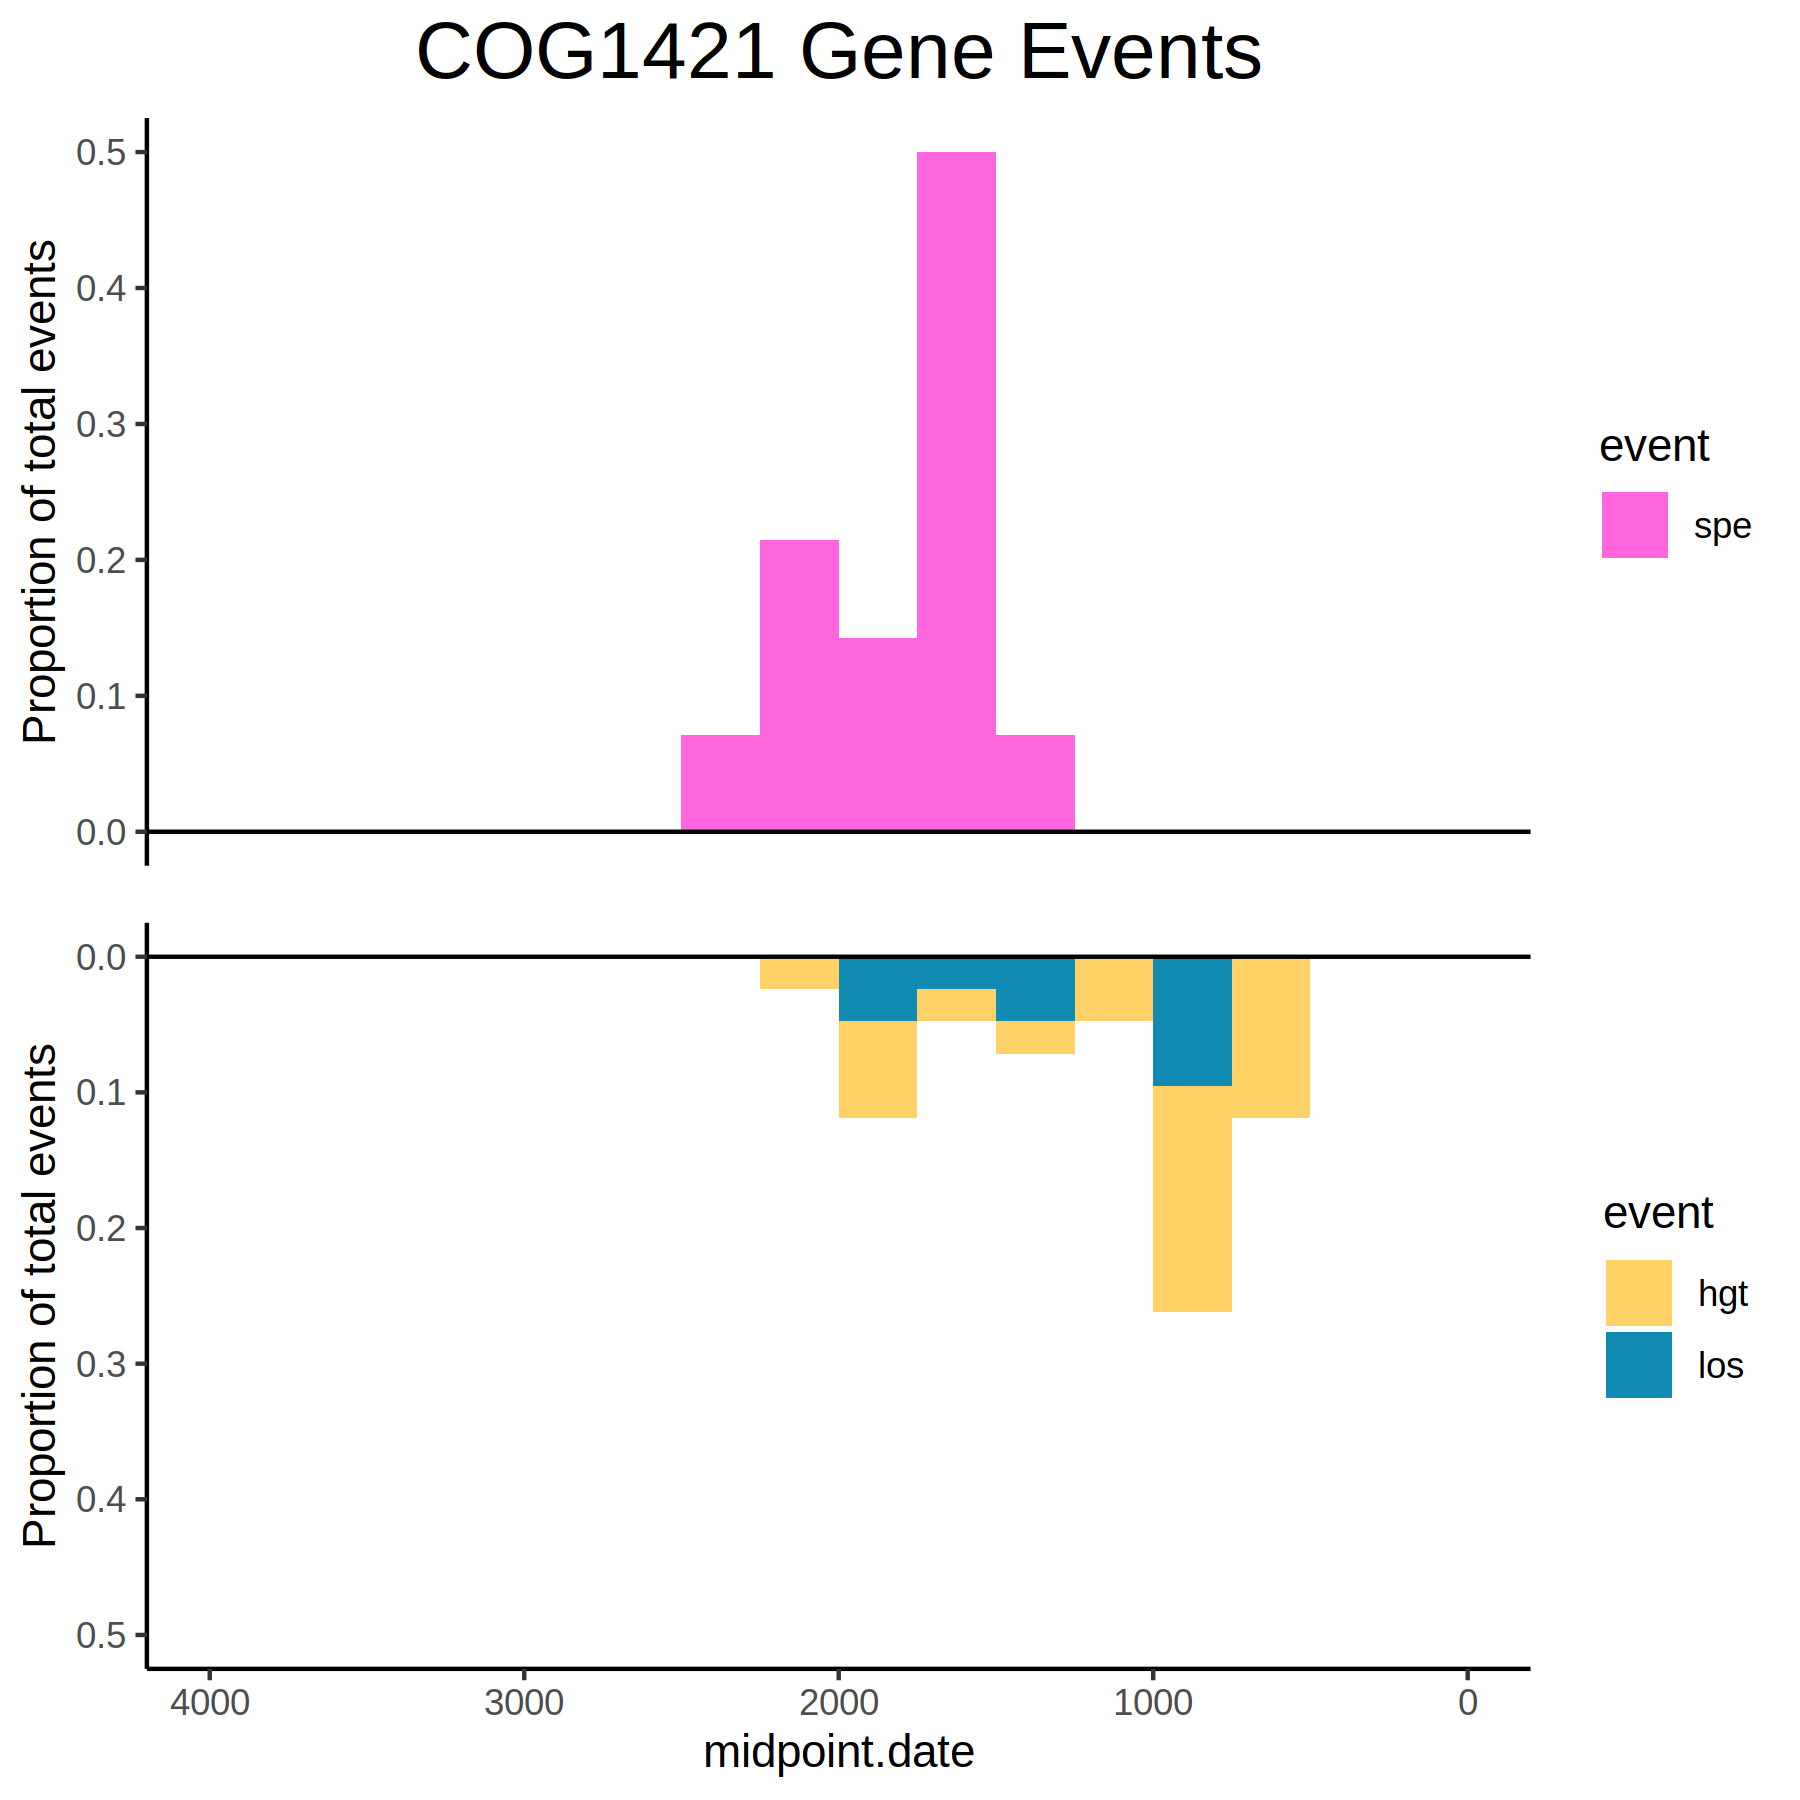 COG1421 Gene Events
Proportion of total events
0.5
0.4
0.3
0.2
0.1
0.0
event
spe
Proportion of total events
0.0
0.1
0.2
0.3
0.4
0.5
event
hgt
los
4000 3000 2000 1000 0
midpoint.date